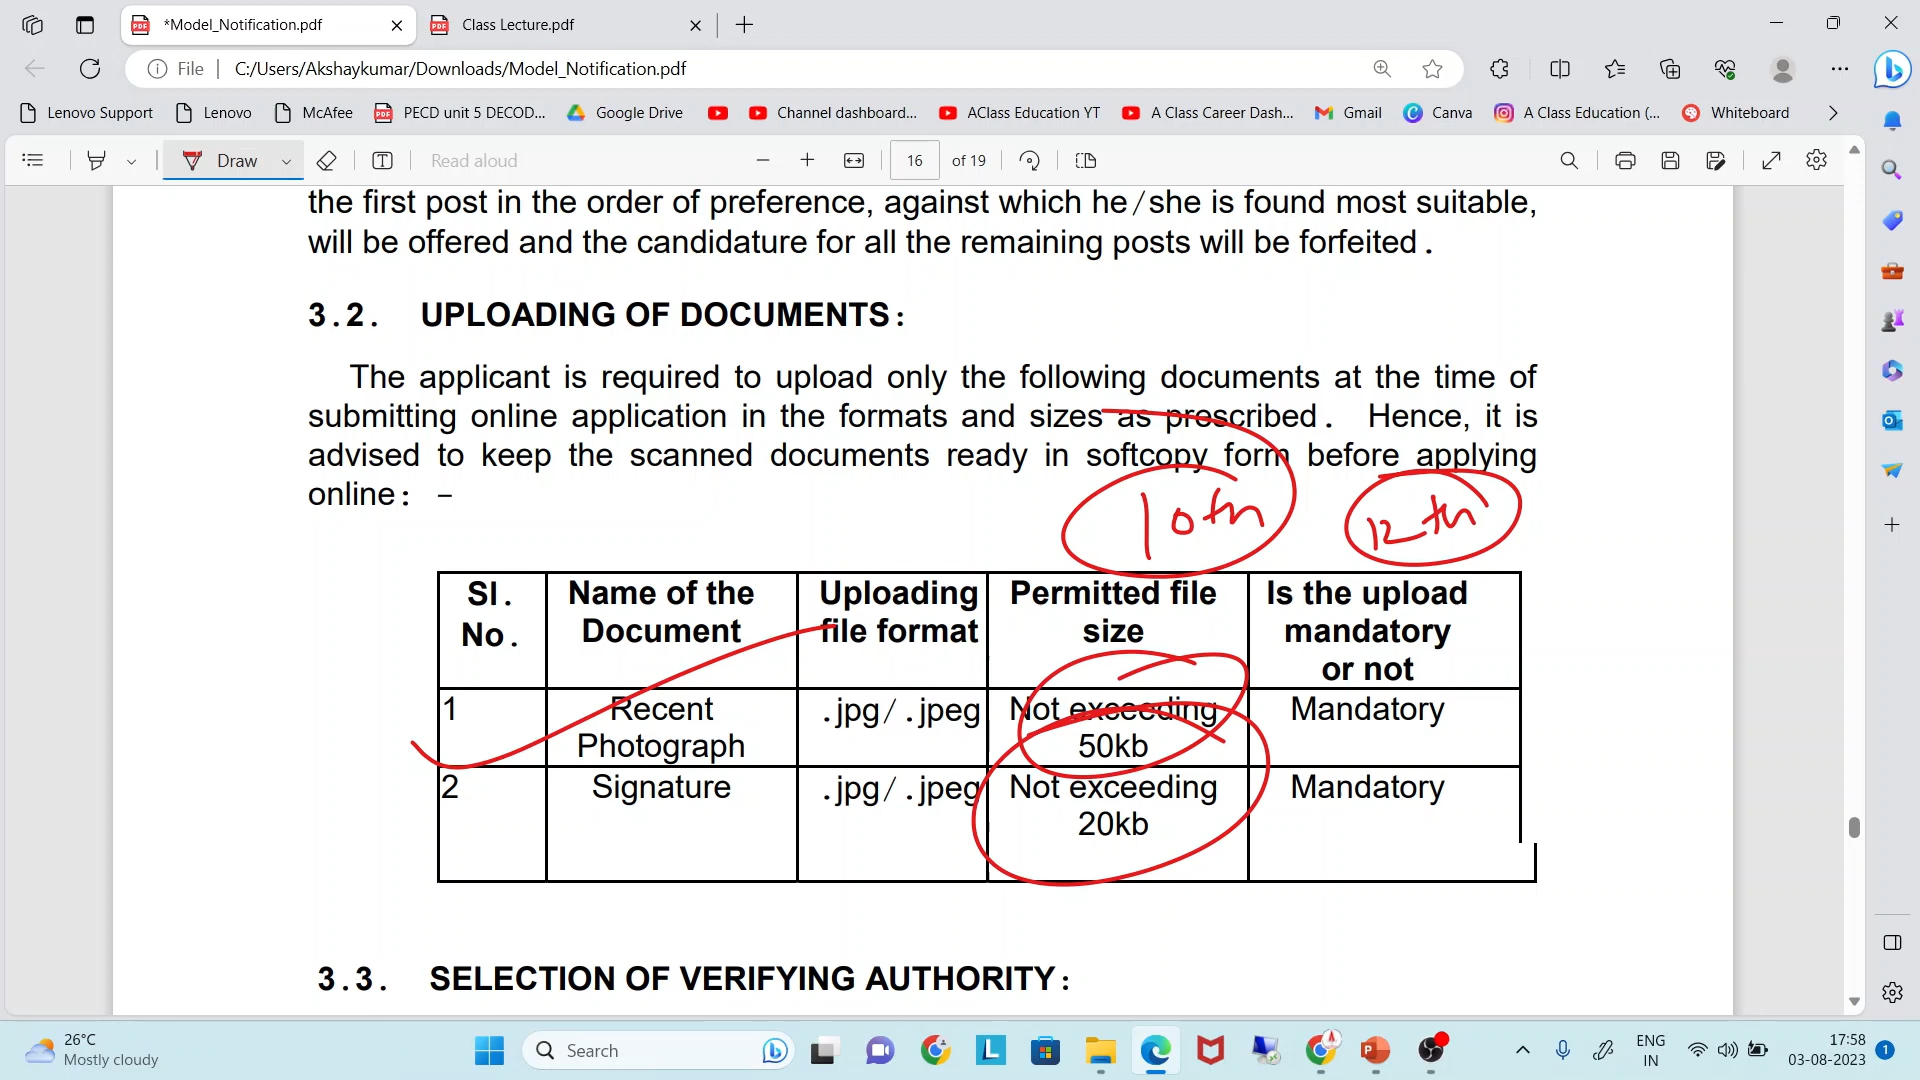 *Model_Notification.pdf
Class Lecture.pdf
File
C:/Users/Akshaykumar/Downloads/Model_Notification.pdf
Lenovo Support
Lenovo
McAfee
PECD unit 5 DECOD...
Google Drive
Channel dashboard...
AClass Education YT
A Class Career Dash...
Gmail
Canva
A Class Education (...
Whiteboard
Draw
Read aloud
16 of 19
the first post in the order of preference, against which he/she is found most suitable,
will be offered and the candidature for all the remaining posts will be forfeited.
3.2. UPLOADING OF DOCUMENTS:
The applicant is required to upload only the following documents at the time of
submitting online application in the formats and sizes as prescribed. Hence, it is
advised to keep the scanned documents ready in softcopy form before applying
online: –
10th
12th
Sl. No.
Name of the Document
Uploading file format
Permitted file size
Is the upload mandatory or not
1
Recent Photograph
.jpg/.jpeg
Not exceeding 50kb
Mandatory
2
Signature
.jpg/.jpeg
Not exceeding 20kb
Mandatory
3.3. SELECTION OF VERIFYING AUTHORITY:
26°C
Mostly cloudy
Search
ENG
IN
17:58
03-08-2023
1